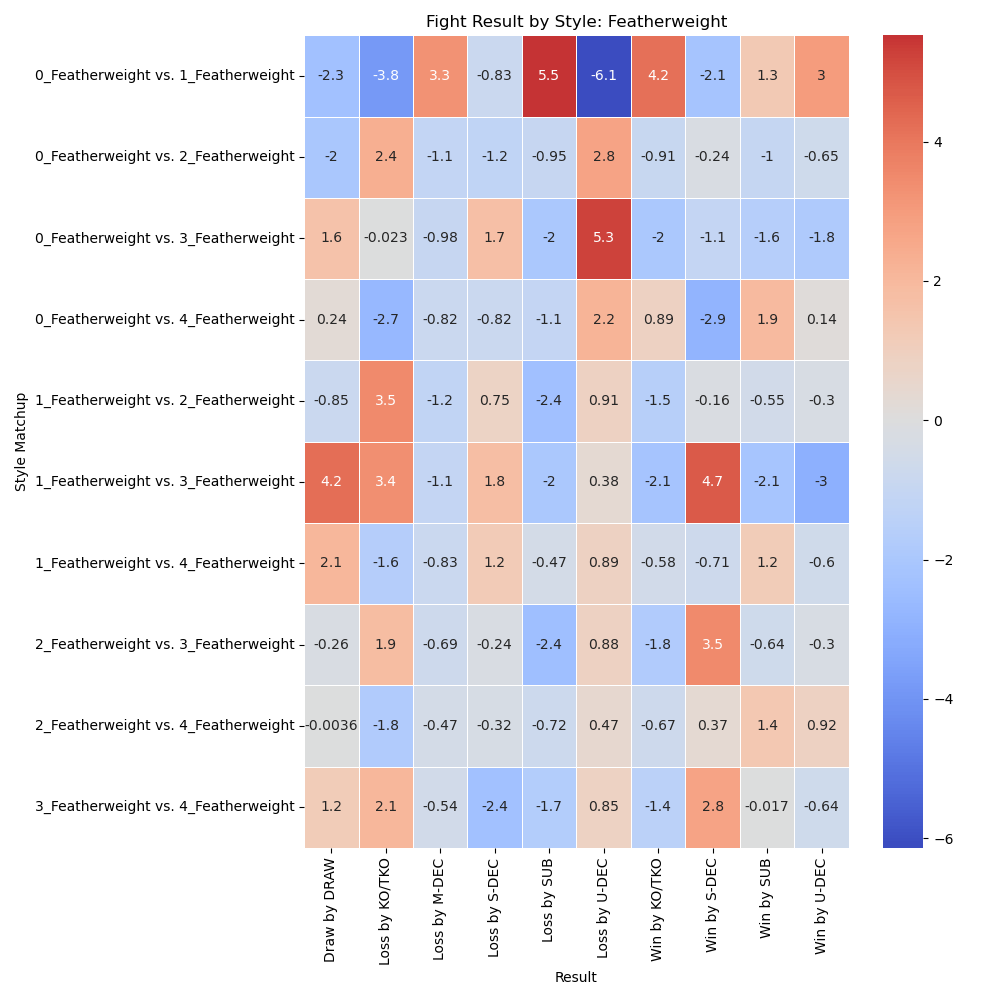 Fight Result by Style: Featherweight
0_Featherweight vs. 1_Featherweight -2.3 -3.8 3.3 -0.83 5.5 -6.1 4.2 -2.1 1.3 3
0_Featherweight vs. 2_Featherweight -2 2.4 -1.1 -1.2 -0.95 2.8 -0.91 -0.24 -1 -0.65
0_Featherweight vs. 3_Featherweight 1.6 -0.023 -0.98 1.7 -2 5.3 -2 -1.1 -1.6 -1.8
0_Featherweight vs. 4_Featherweight 0.24 -2.7 -0.82 -0.82 -1.1 2.2 0.89 -2.9 1.9 0.14
1_Featherweight vs. 2_Featherweight -0.85 3.5 -1.2 0.75 -2.4 0.91 -1.5 -0.16 -0.55 -0.3
1_Featherweight vs. 3_Featherweight 4.2 3.4 -1.1 1.8 -2 0.38 -2.1 4.7 -2.1 -3
1_Featherweight vs. 4_Featherweight 2.1 -1.6 -0.83 1.2 -0.47 0.89 -0.58 -0.71 1.2 -0.6
2_Featherweight vs. 3_Featherweight -0.26 1.9 -0.69 -0.24 -2.4 0.88 -1.8 3.5 -0.64 -0.3
2_Featherweight vs. 4_Featherweight -0.0036 -1.8 -0.47 -0.32 -0.72 0.47 -0.67 0.37 1.4 0.92
3_Featherweight vs. 4_Featherweight 1.2 2.1 -0.54 -2.4 -1.7 0.85 -1.4 2.8 -0.017 -0.64
Style Matchup
Draw by DRAW
Loss by KO/TKO
Loss by M-DEC
Loss by S-DEC
Loss by SUB
Loss by U-DEC
Win by KO/TKO
Win by S-DEC
Win by SUB
Win by U-DEC
Result
4
2
0
−2
−4
−6